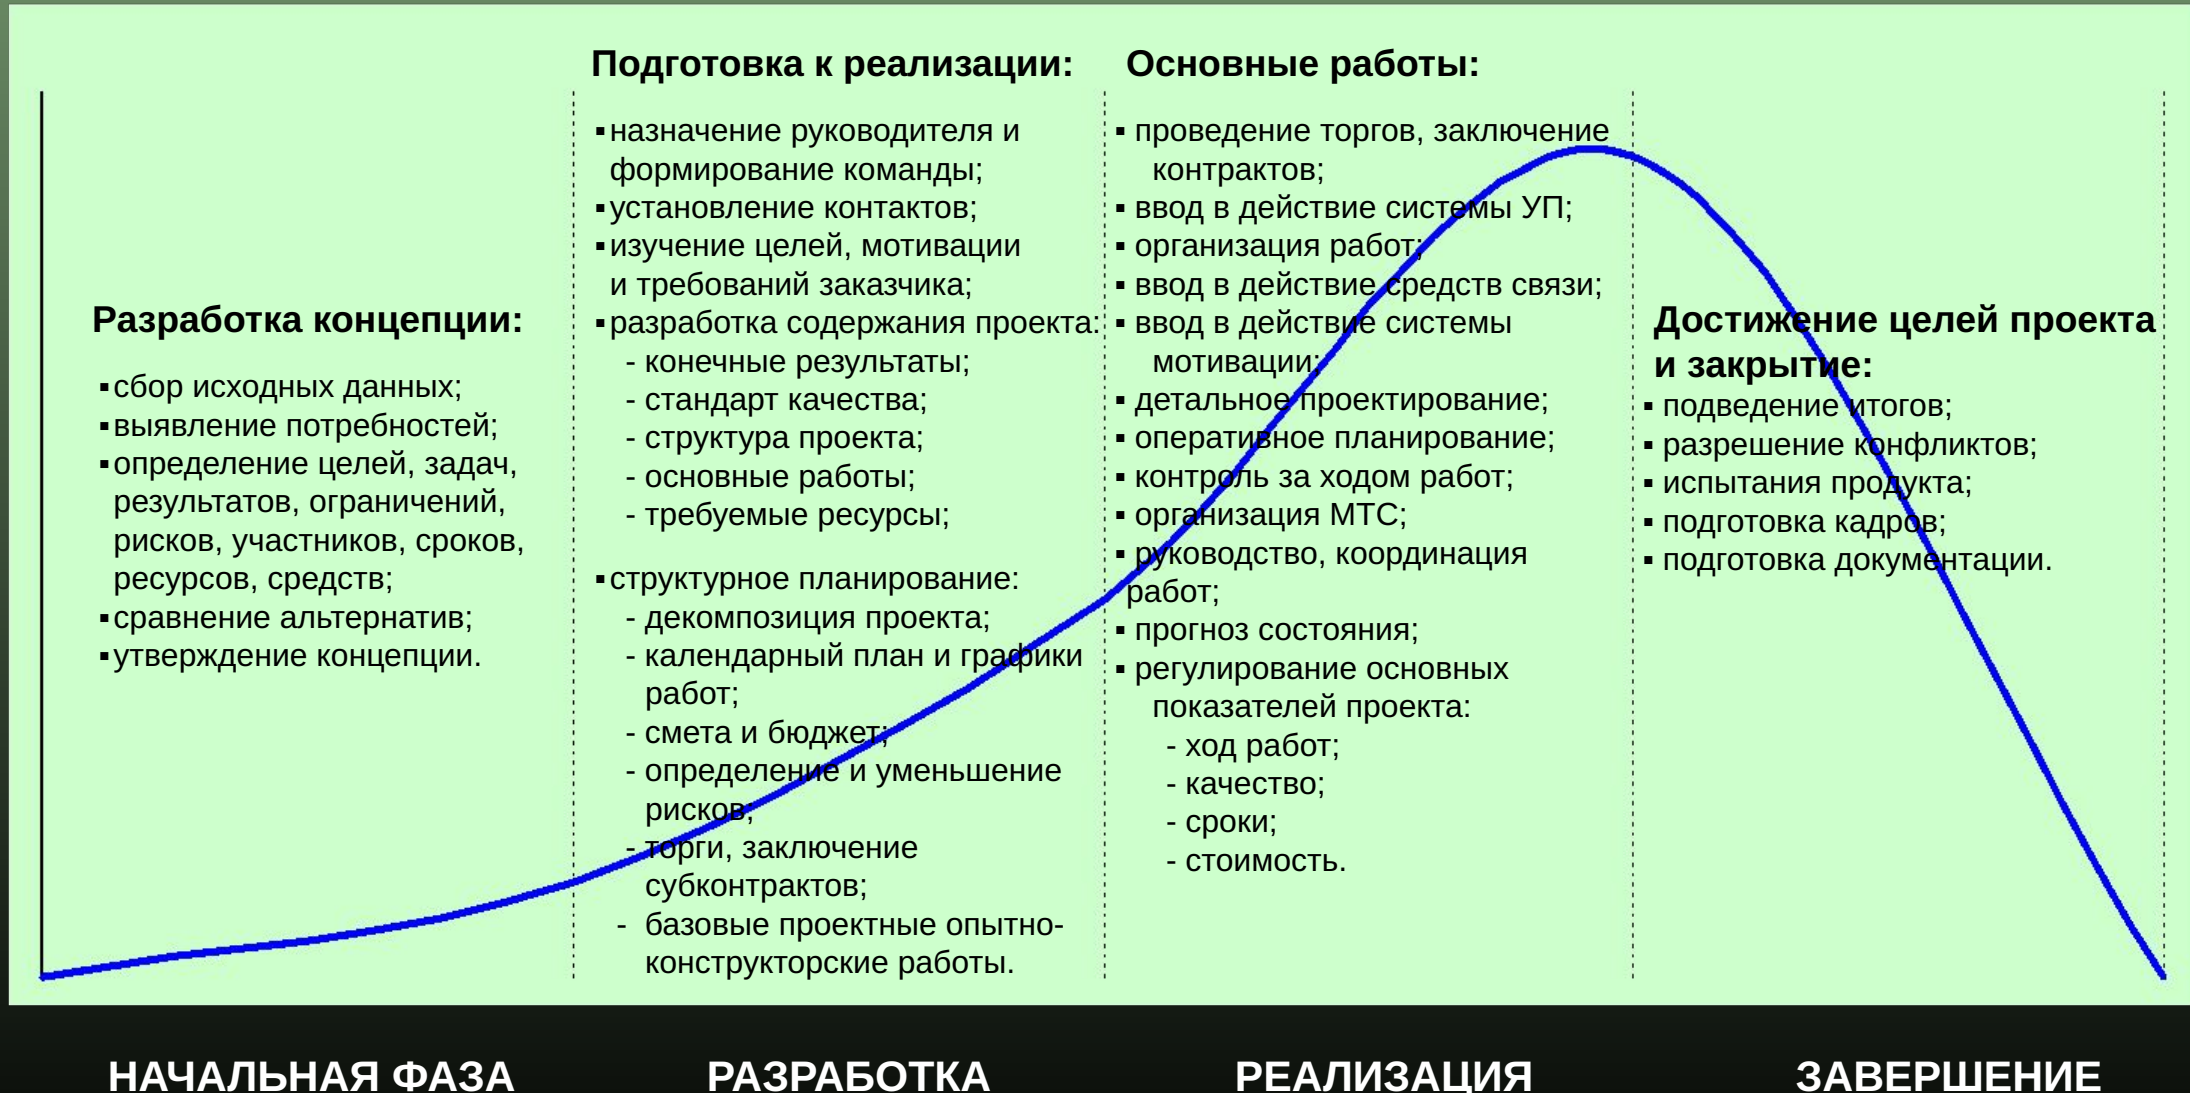 Разработка концепции:
▪сбор исходных данных;
▪выявление потребностей;
▪определение целей, задач,
результатов, ограничений,
рисков, участников, сроков,
ресурсов, средств;
▪сравнение альтернатив;
▪утверждение концепции.
Подготовка к реализации:
▪назначение руководителя и
формирование команды;
▪установление контактов;
▪изучение целей, мотивации
и требований заказчика;
▪разработка содержания проекта:
- конечные результаты;
- стандарт качества;
- структура проекта;
- основные работы;
- требуемые ресурсы;
▪структурное планирование:
- декомпозиция проекта;
- календарный план и графики
работ;
- смета и бюджет;
- определение и уменьшение
рисков;
- торги, заключение
субконтрактов;
- базовые проектные опытно-
конструкторские работы.
Основные работы:
▪ проведение торгов, заключение
контрактов;
▪ ввод в действие системы УП;
▪ организация работ;
▪ ввод в действие средств связи;
▪ ввод в действие системы
мотивации;
▪ детальное проектирование;
▪ оперативное планирование;
▪ контроль за ходом работ;
▪ организация МТС;
▪ руководство, координация
работ;
▪ прогноз состояния;
▪ регулирование основных
показателей проекта:
- ход работ;
- качество;
- сроки;
- стоимость.
Достижение целей проекта
и закрытие:
▪ подведение итогов;
▪ разрешение конфликтов;
▪ испытания продукта;
▪ подготовка кадров;
▪ подготовка документации.
НАЧАЛЬНАЯ ФАЗА
РАЗРАБОТКА
РЕАЛИЗАЦИЯ
ЗАВЕРШЕНИЕ